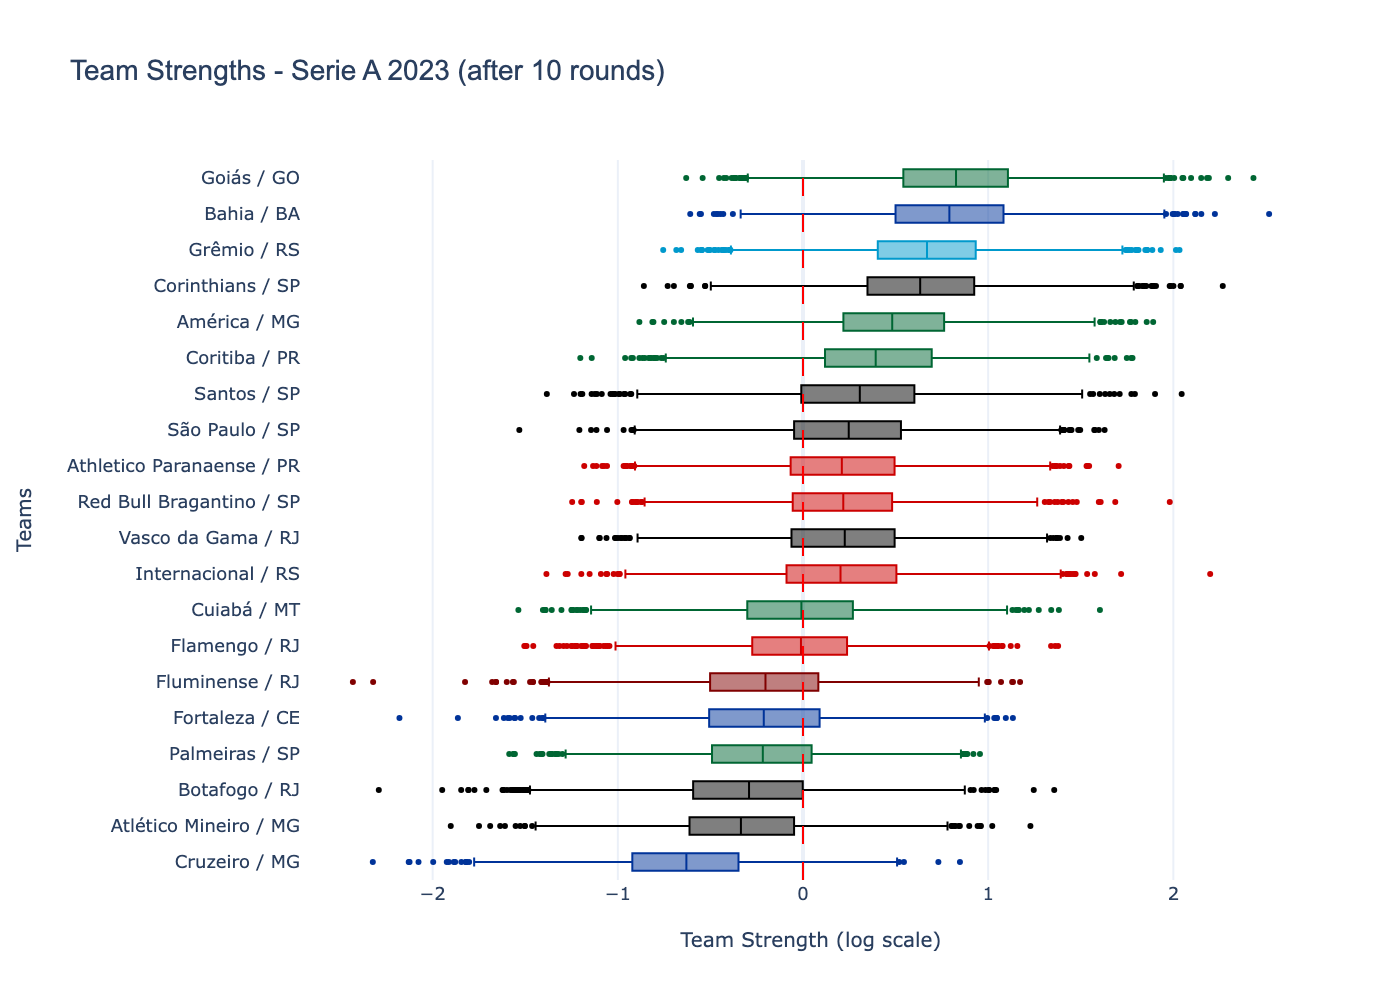 Team Strengths - Serie A 2023 (after 10 rounds)
Teams
Goiás / GO
Bahia / BA
Grêmio / RS
Corinthians / SP
América / MG
Coritiba / PR
Santos / SP
São Paulo / SP
Athletico Paranaense / PR
Red Bull Bragantino / SP
Vasco da Gama / RJ
Internacional / RS
Cuiabá / MT
Flamengo / RJ
Fluminense / RJ
Fortaleza / CE
Palmeiras / SP
Botafogo / RJ
Atlético Mineiro / MG
Cruzeiro / MG
−2 −1 0 1 2
Team Strength (log scale)